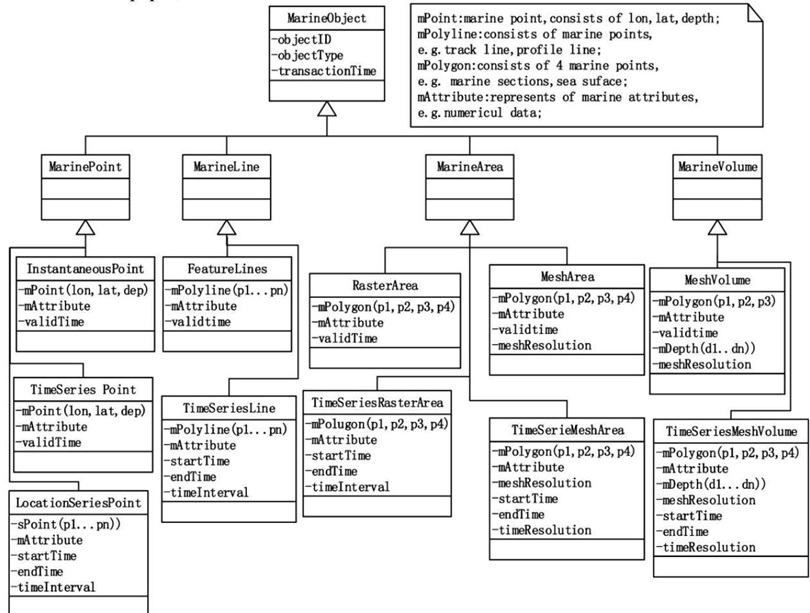 MarineObject
-objectID
-objectType
-transactionTime
mPoint:marine point,consists of lon,lat,depth;
mPolyline:consists of marine points,
e.g.track line,profile line;
mPolygon:consists of 4 marine points,
e.g. marine sections,sea suface;
mAttribute:represents of marine attributes,
e.g.numericul data;
MarinePoint
MarineLine
MarineArea
MarineVolume
InstantaneousPoint
-mPoint(lon,lat,dep)
-mAttribute
-validTime
FeatureLines
-mPolyline(p1...pn)
-mAttribute
-validtime
RasterArea
-mPolygon(p1,p2,p3,p4)
-mAttribute
-validTime
MeshArea
-mPolygon(p1,p2,p3,p4)
-mAttribute
-validtime
-meshResolution
MeshVolume
-mPolygon(p1,p2,p3)
-mAttribute
-validtime
-mDepth(d1..dn))
-meshResolution
TimeSeries Point
-mPoint(lon,lat,dep)
-mAttribute
-validTime
TimeSeriesLine
-mPolyline(p1...pn)
-mAttribute
-startTime
-endTime
-timeInterval
TimeSeriesRasterArea
-mPolugon(p1,p2,p3,p4)
-mAttribute
-startTime
-endTime
-timeInterval
TimeSerieMeshArea
-mPolygon(p1,p2,p3,p4)
-mAttribute
-meshResolution
-startTime
-endTime
-timeResolution
TimeSeriesMeshVolume
-mPolygon(p1,p2,p3,p4)
-mAttribute
-mDepth(d1...dn))
-meshResolution
-startTime
-endTime
-timeResolution
LocationSeriesPoint
-sPoint(p1...pn))
-mAttribute
-startTime
-endTime
-timeInterval